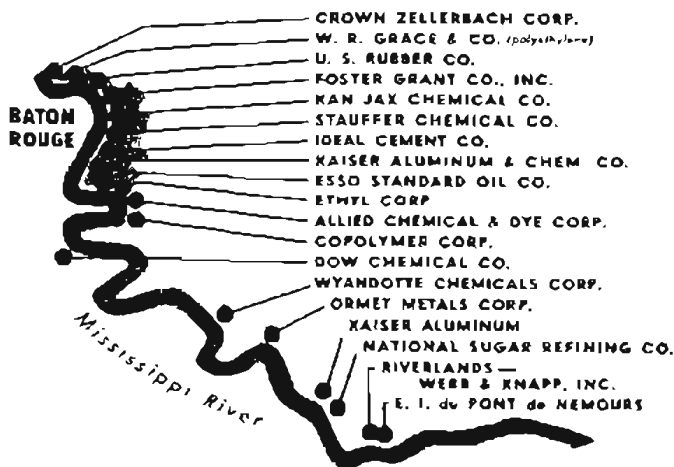 CROWN ZELLERBACH CORP.
W. R. GRACE & CO. (polyethylene)
U. S. RUBBER CO.
FOSTER GRANT CO., INC.
KAN JAX CHEMICAL CO.
STAUFFER CHEMICAL CO.
IDEAL CEMENT CO.
KAISER ALUMINUM & CHEM CO.
ESSO STANDARD OIL CO.
ETHYL CORP
ALLIED CHEMICAL & DYE CORP.
COPOLYMER CORP.
DOW CHEMICAL CO.
WYANDOTTE CHEMICALS CORP.
ORMET METALS CORP.
KAISER ALUMINUM
NATIONAL SUGAR REFINING CO.
RIVERLANDS—
WEBB & KNAPP, INC.
E. I. du PONT de NEMOURS
BATON
ROUGE
Mississippi River